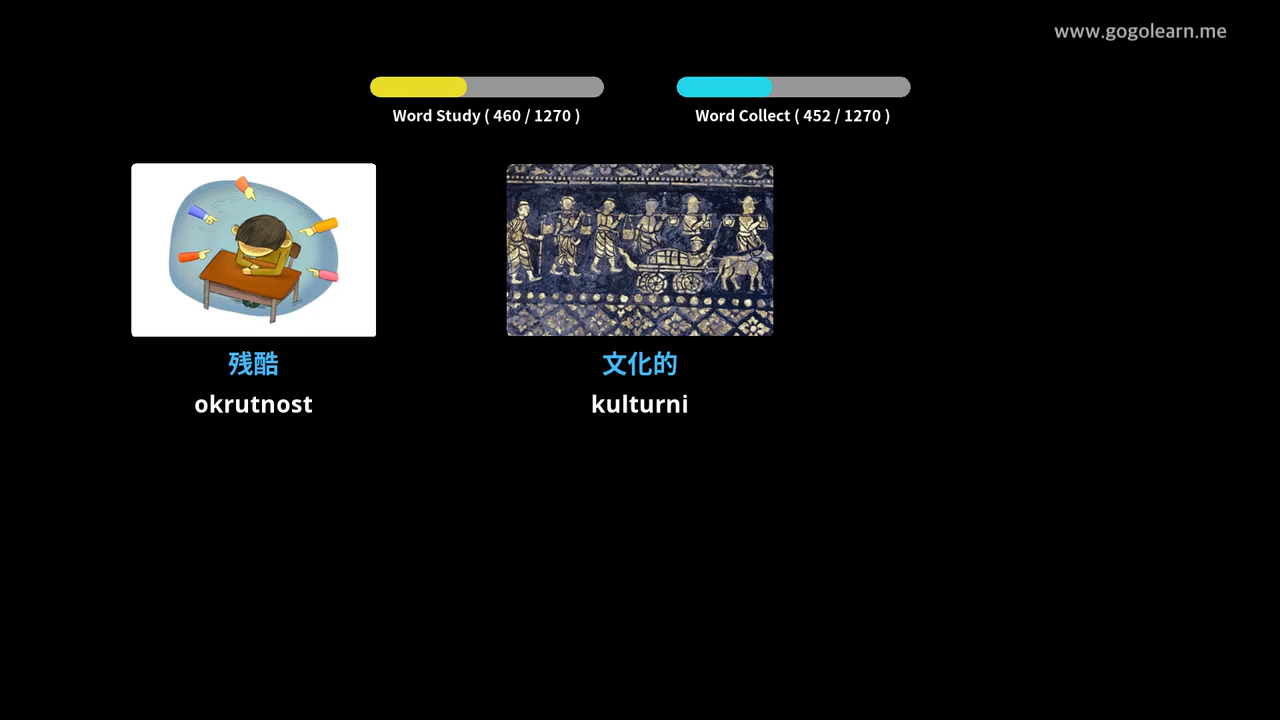 www.gogolearn.me
Word Study ( 460 / 1270 )
Word Collect ( 452 / 1270 )
残酷
okrutnost
文化的
kulturni